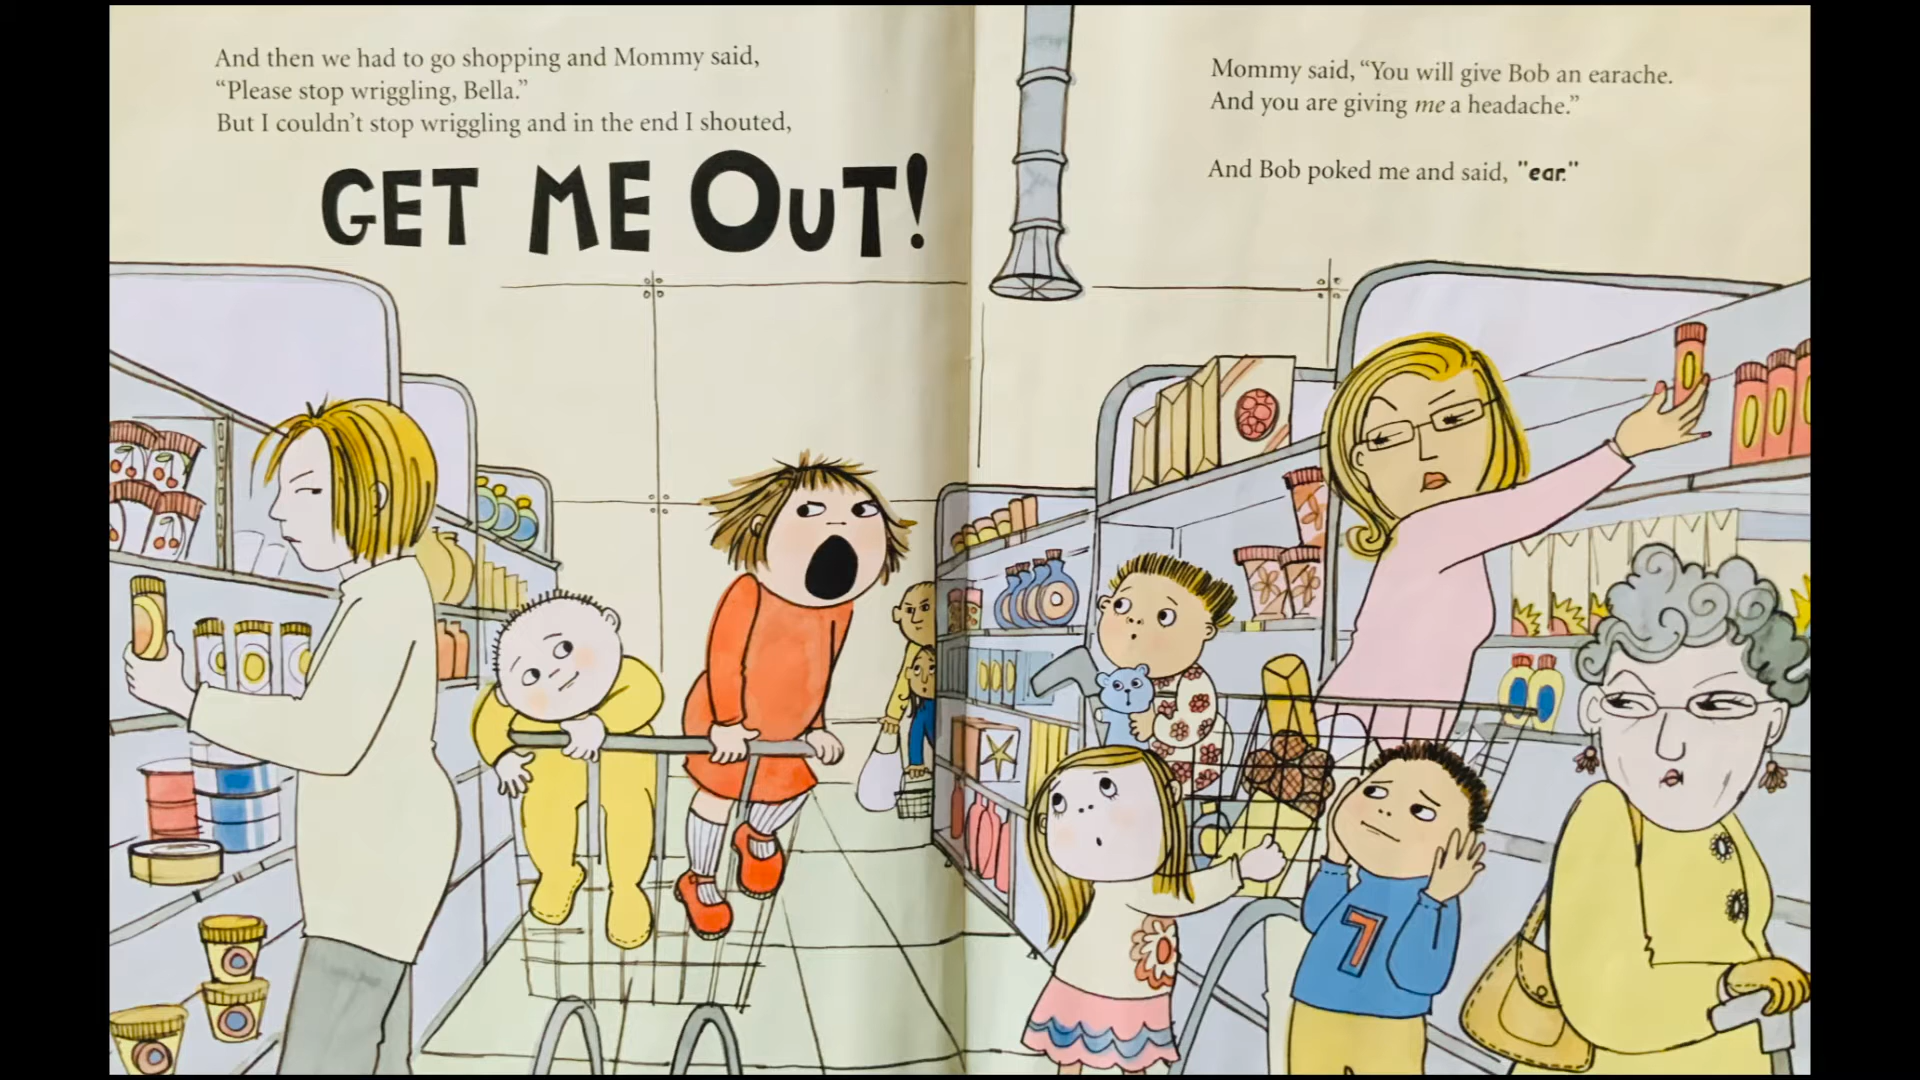 And then we had to go shopping and Mommy said,
“Please stop wriggling, Bella.”
But I couldn’t stop wriggling and in the end I shouted,
GET ME OUT!
Mommy said, “You will give Bob an earache.
And you are giving me a headache.”
And Bob poked me and said, "ear."
7